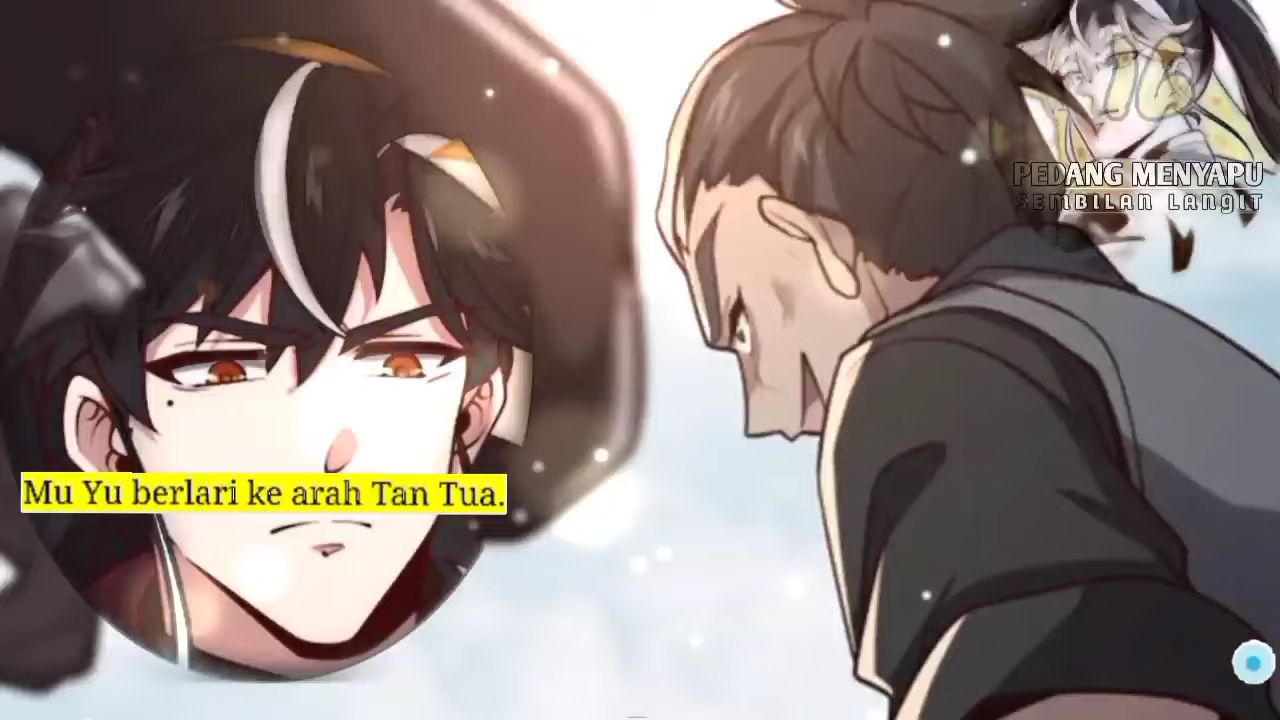 PEDANG MENYAPU
SEMBILAN LANGIT
Mu Yu berlari ke arah Tan Tua.